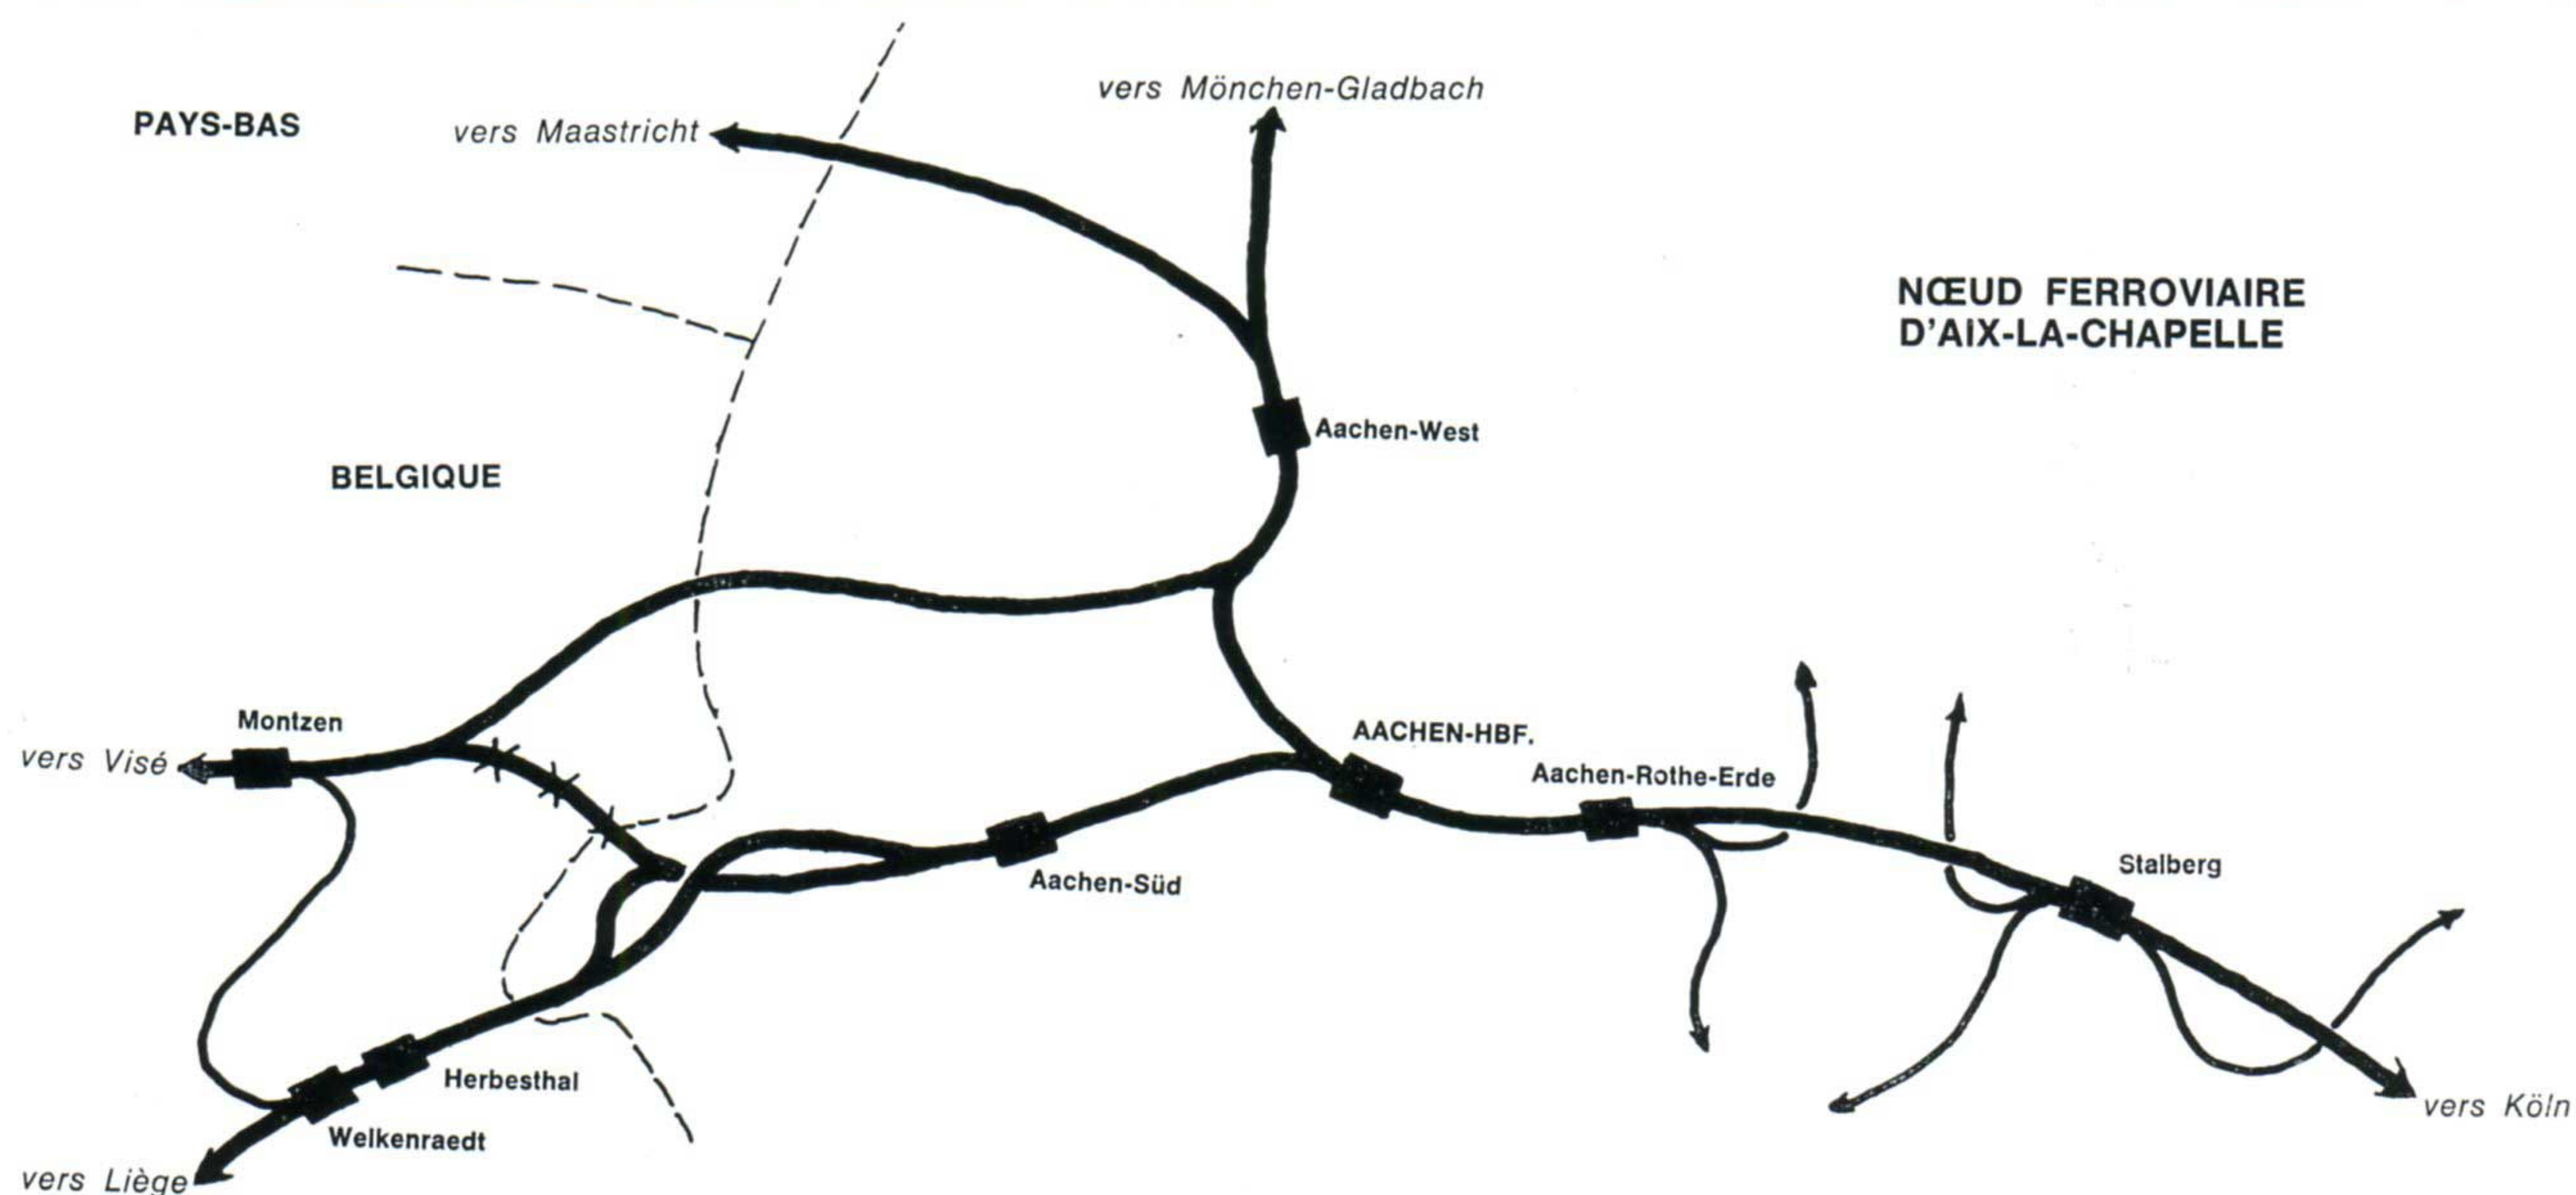 vers Mönchen-Gladbach
PAYS-BAS
vers Maastricht
NŒUD FERROVIAIRE
D'AIX-LA-CHAPELLE
Aachen-West
BELGIQUE
Montzen
vers Visé
AACHEN-HBF.
Aachen-Rothe-Erde
Stalberg
Aachen-Süd
Herbesthal
vers Köln
Welkenraedt
vers Liège